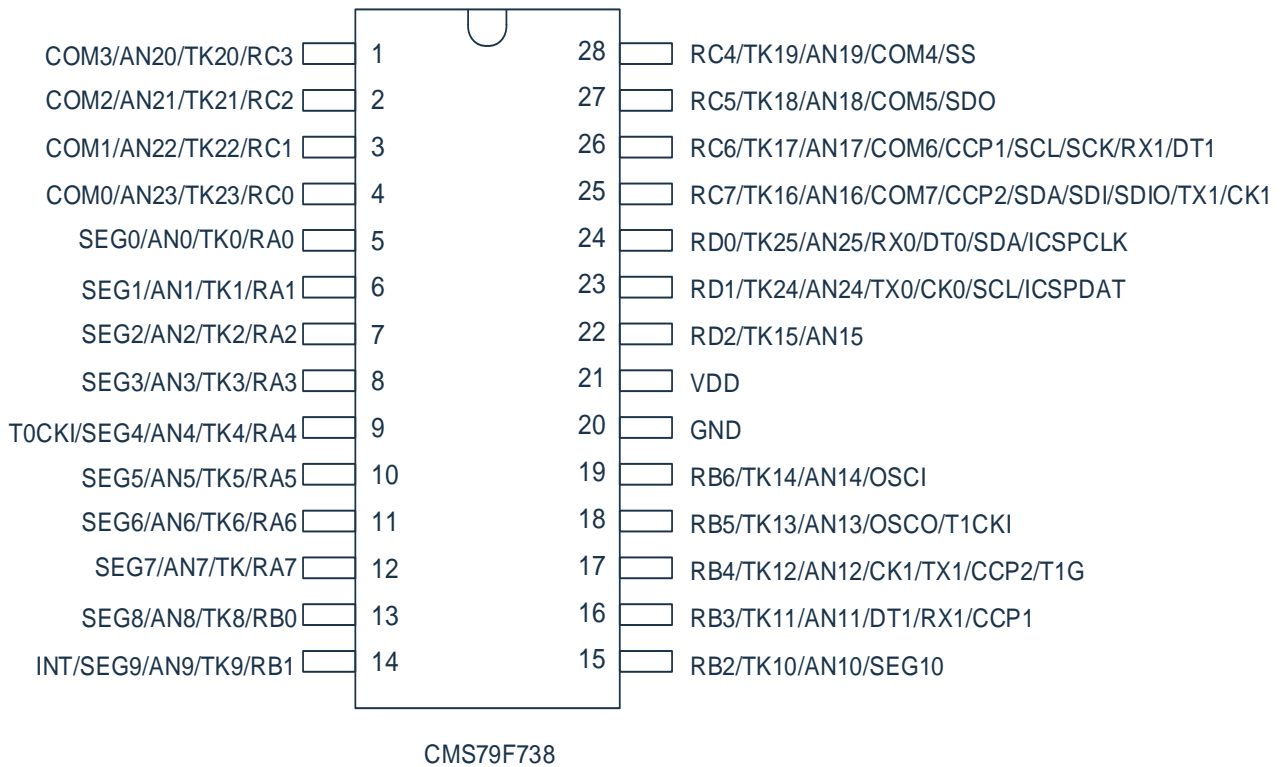 COM3/AN20/TK20/RC3 1 28 RC4/TK19/AN19/COM4/SS
COM2/AN21/TK21/RC2 2 27 RC5/TK18/AN18/COM5/SDO
COM1/AN22/TK22/RC1 3 26 RC6/TK17/AN17/COM6/CCP1/SCL/SCK/RX1/DT1
COM0/AN23/TK23/RC0 4 25 RC7/TK16/AN16/COM7/CCP2/SDA/SDI/SDIO/TX1/CK1
SEG0/AN0/TK0/RA0 5 24 RD0/TK25/AN25/RX0/DT0/SDA/ICSPCLK
SEG1/AN1/TK1/RA1 6 23 RD1/TK24/AN24/TX0/CK0/SCL/ICSPDAT
SEG2/AN2/TK2/RA2 7 22 RD2/TK15/AN15
SEG3/AN3/TK3/RA3 8 21 VDD
T0CKI/SEG4/AN4/TK4/RA4 9 20 GND
SEG5/AN5/TK5/RA5 10 19 RB6/TK14/AN14/OSCI
SEG6/AN6/TK6/RA6 11 18 RB5/TK13/AN13/OSCO/T1CKI
SEG7/AN7/TK/RA7 12 17 RB4/TK12/AN12/CK1/TX1/CCP2/T1G
SEG8/AN8/TK8/RB0 13 16 RB3/TK11/AN11/DT1/RX1/CCP1
INT/SEG9/AN9/TK9/RB1 14 15 RB2/TK10/AN10/SEG10
CMS79F738